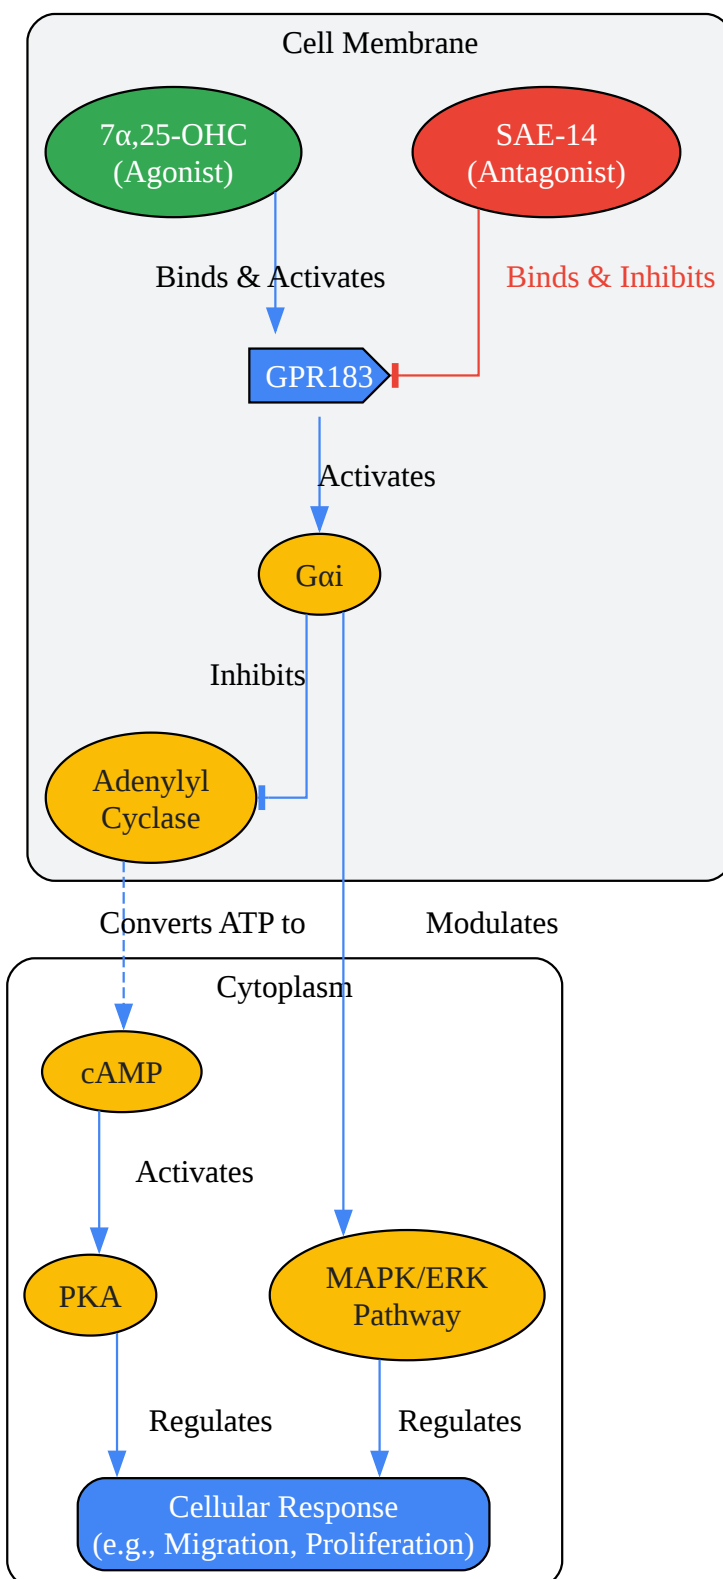 Cell Membrane
7α,25-OHC
(Agonist)
SAE-14
(Antagonist)
Binds & Activates
Binds & Inhibits
GPR183
Activates
Gαi
Inhibits
Adenylyl
Cyclase
Converts ATP to
Modulates
Cytoplasm
cAMP
Activates
PKA
MAPK/ERK
Pathway
Regulates
Regulates
Cellular Response
(e.g., Migration, Proliferation)